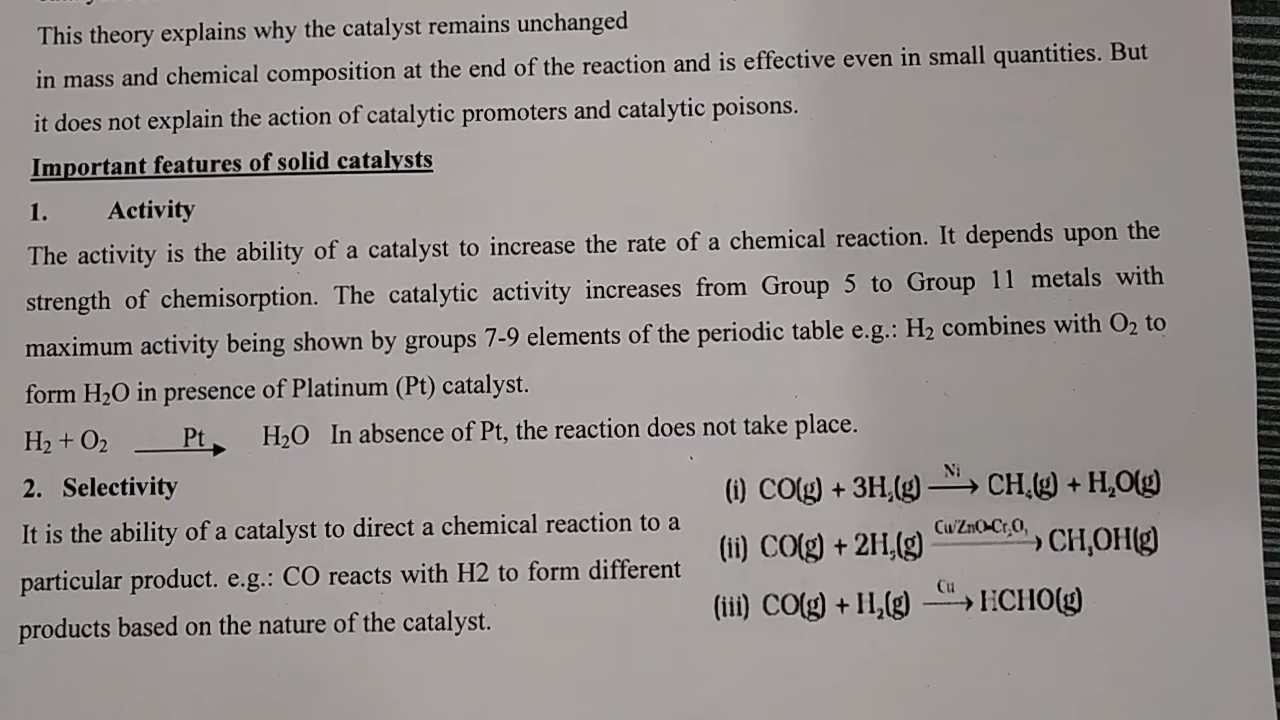 This theory explains why the catalyst remains unchanged
in mass and chemical composition at the end of the reaction and is effective even in small quantities. But
it does not explain the action of catalytic promoters and catalytic poisons.
Important features of solid catalysts
1. Activity
The activity is the ability of a catalyst to increase the rate of a chemical reaction. It depends upon the
strength of chemisorption. The catalytic activity increases from Group 5 to Group 11 metals with
maximum activity being shown by groups 7-9 elements of the periodic table e.g.: H₂ combines with O₂ to
form H₂O in presence of Platinum (Pt) catalyst.
H₂ + O₂ Pt→ H₂O In absence of Pt, the reaction does not take place.
2. Selectivity
It is the ability of a catalyst to direct a chemical reaction to a
particular product. e.g.: CO reacts with H2 to form different
products based on the nature of the catalyst.
(i) CO(g) + 3H₂(g) Ni→ CH₄(g) + H₂O(g)
(ii) CO(g) + 2H₂(g) Cu/ZnO-Cr₂O₃→ CH₃OH(g)
(iii) CO(g) + H₂(g) Cu→ HCHO(g)